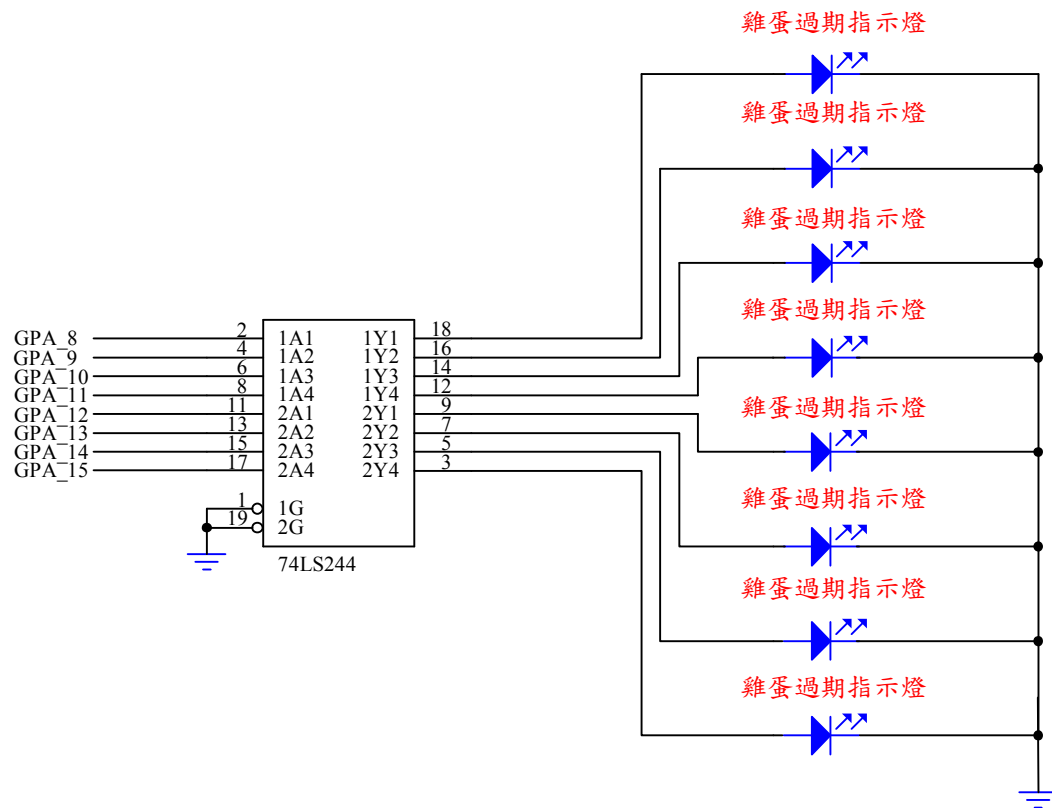 雞蛋過期指示燈
雞蛋過期指示燈
雞蛋過期指示燈
雞蛋過期指示燈
GPA_8 2 1A1 1Y1 18
GPA_9 4 1A2 1Y2 16
GPA_10 6 1A3 1Y3 14
GPA_11 8 1A4 1Y4 12
GPA_12 11 2A1 2Y1 9
GPA_13 13 2A2 2Y2 7
GPA_14 15 2A3 2Y3 5
GPA_15 17 2A4 2Y4 3
雞蛋過期指示燈
1 1G
19 2G
74LS244
雞蛋過期指示燈
雞蛋過期指示燈
雞蛋過期指示燈